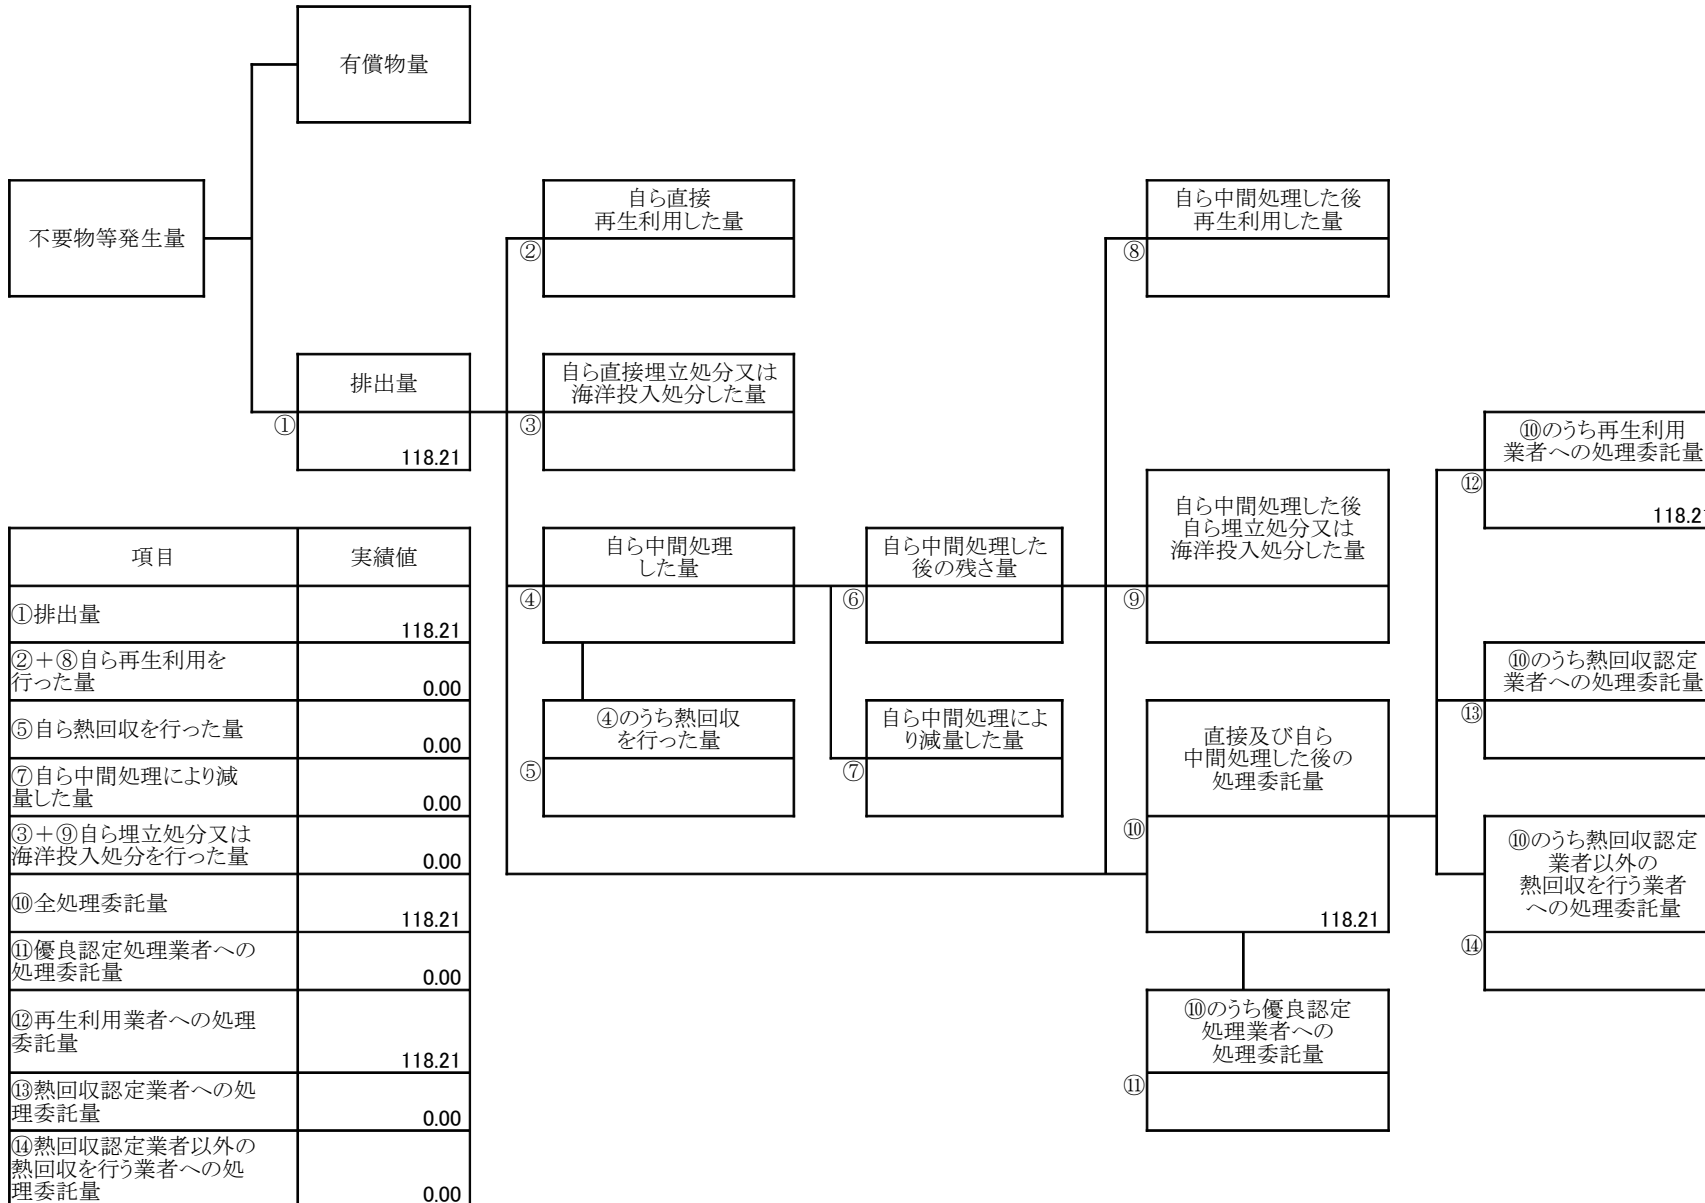 有償物量
不要物等発生量
自ら直接
再生利用した量
②
自ら中間処理した後
再生利用した量
⑧
排出量
①
118.21
自ら直接埋立処分又は
海洋投入処分した量
③
⑩のうち再生利用
業者への処理委託量
⑫
118.21
自ら中間処理した後
自ら埋立処分又は
海洋投入処分した量
⑨
自ら中間処理
した量
④
自ら中間処理した
後の残さ量
⑥
⑩のうち熱回収認定
業者への処理委託量
⑬
④のうち熱回収
を行った量
⑤
自ら中間処理によ
り減量した量
⑦
直接及び自ら
中間処理した後の
処理委託量
⑩
118.21
⑩のうち熱回収認定
業者以外の
熱回収を行う業者
への処理委託量
⑭
⑩のうち優良認定
処理業者への
処理委託量
⑪
項目 実績値
①排出量
118.21
②+⑧自ら再生利用を
行った量
0.00
⑤自ら熱回収を行った量
0.00
⑦自ら中間処理により減
量した量
0.00
③+⑨自ら埋立処分又は
海洋投入処分を行った量
0.00
⑩全処理委託量
118.21
⑪優良認定処理業者への
処理委託量
0.00
⑫再生利用業者への処理
委託量
118.21
⑬熱回収認定業者への処
理委託量
0.00
⑭熱回収認定業者以外の
熱回収を行う業者への処
理委託量
0.00